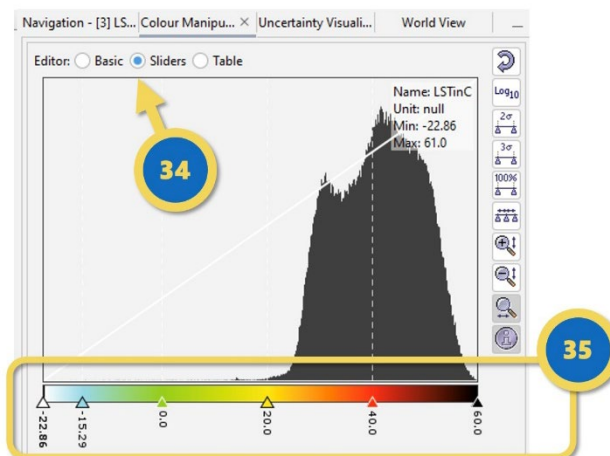 Navigation - [3] LS...
Colour Manipu... ×
Uncertainty Visuali...
World View
Editor: Basic Sliders Table
Name: LSTinC
Unit: null
Min: -22.86
Max: 61.0
Log10
2σ
3σ
100%
34
35
-22.86
-15.29
0.0
20.0
40.0
60.0